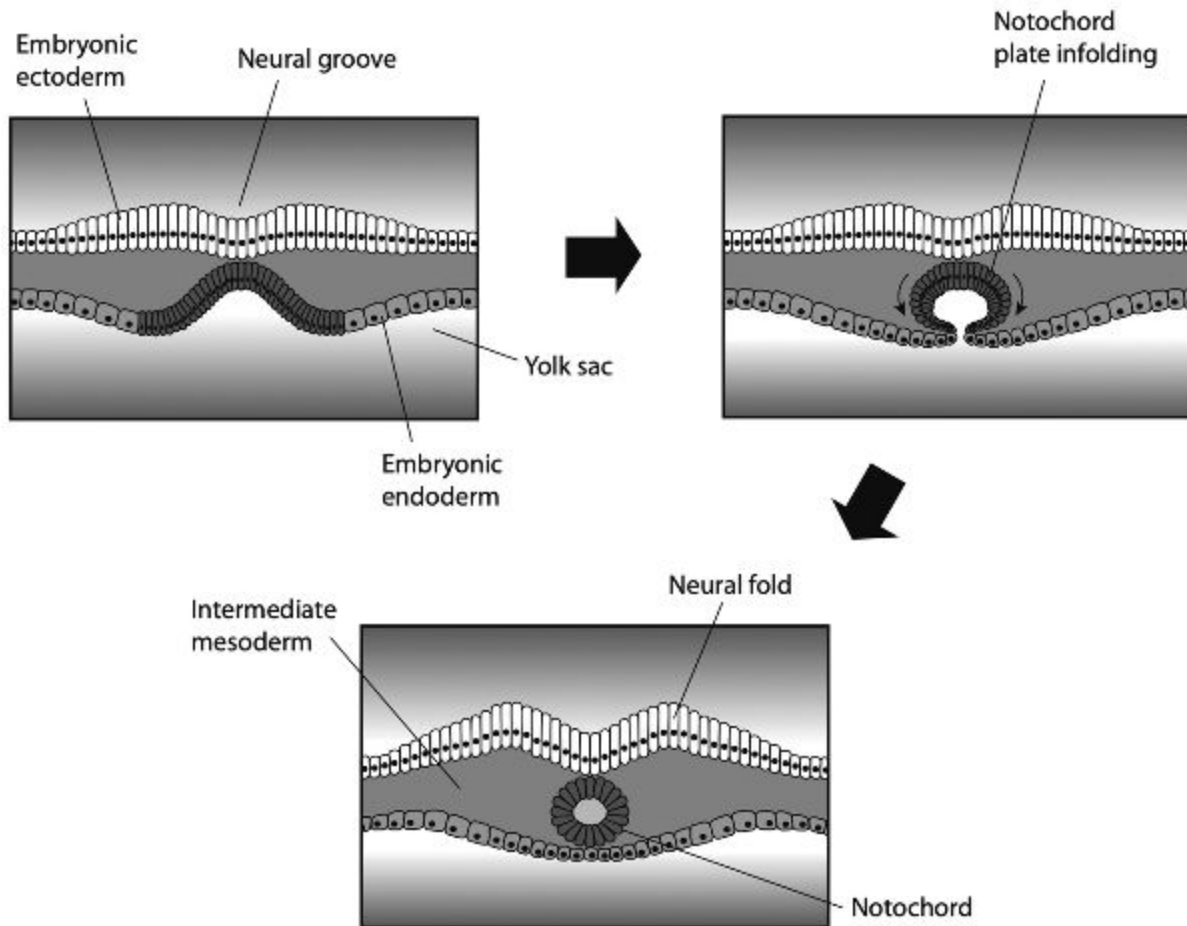 Embryonic
ectoderm
Neural groove
Notochord
plate infolding
Yolk sac
Embryonic
endoderm
Intermediate
mesoderm
Neural fold
Notochord